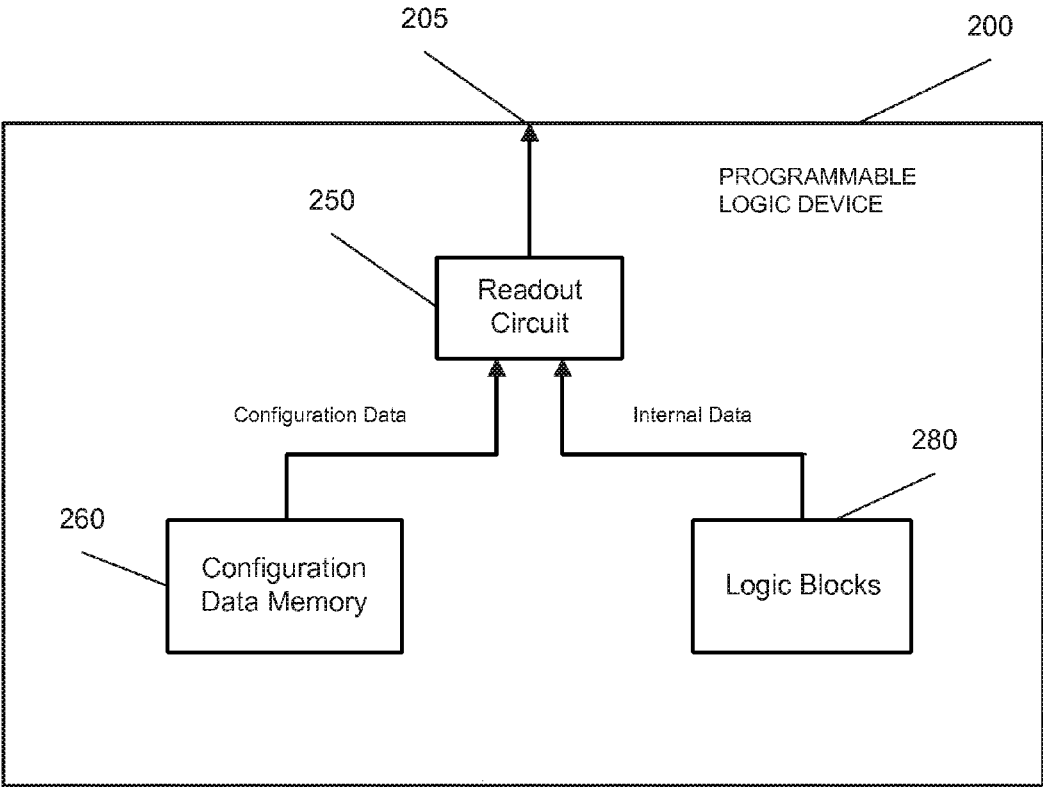 205
200
PROGRAMMABLE
LOGIC DEVICE
250
Readout
Circuit
Configuration Data
Internal Data
280
260
Configuration
Data Memory
Logic Blocks